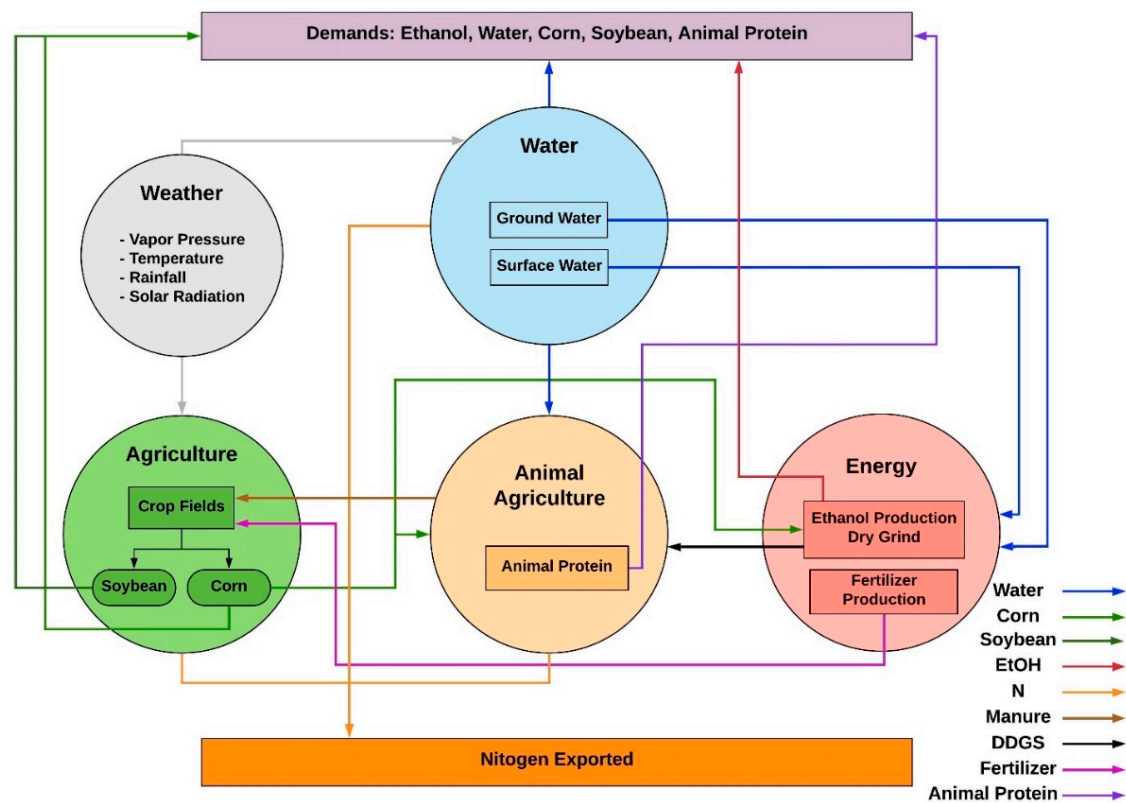 Demands: Ethanol, Water, Corn, Soybean, Animal Protein
Water
Ground Water
Surface Water
Weather
- Vapor Pressure
- Temperature
- Rainfall
- Solar Radiation
Agriculture
Crop Fields
Soybean
Corn
Animal
Agriculture
Animal Protein
Energy
Ethanol Production
Dry Grind
Fertilizer
Production
Nitogen Exported
Water
Corn
Soybean
EtOH
N
Manure
DDGS
Fertilizer
Animal Protein